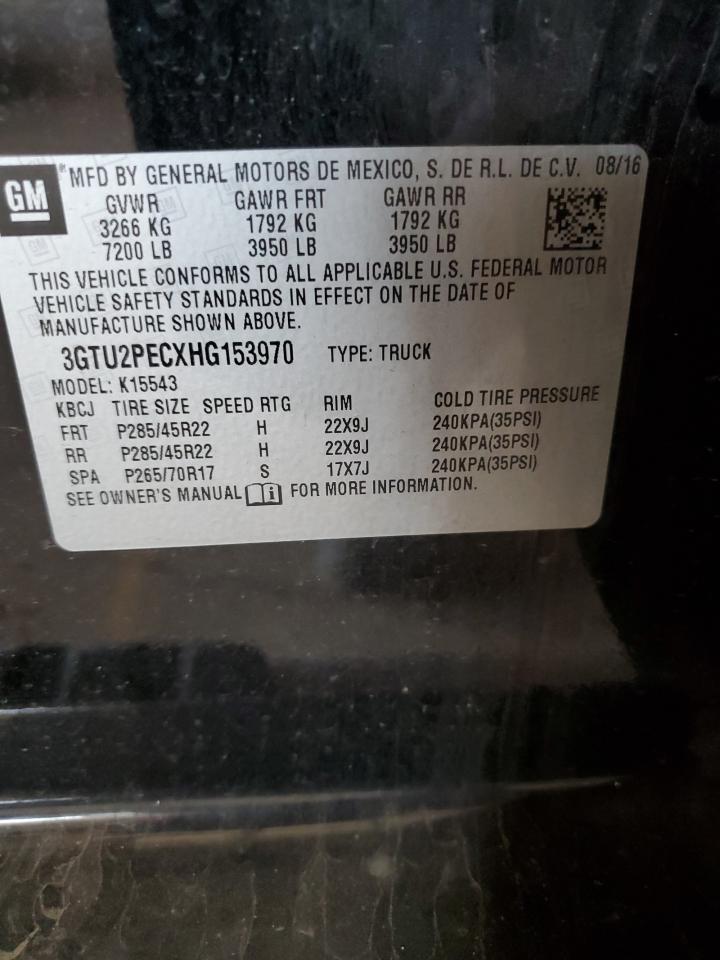 GM *MFD BY GENERAL MOTORS DE MEXICO, S. DE R.L. DE C.V. 08/16
GVWR GAWR FRT GAWR RR
3266 KG 1792 KG 1792 KG
7200 LB 3950 LB 3950 LB
THIS VEHICLE CONFORMS TO ALL APPLICABLE U.S. FEDERAL MOTOR
VEHICLE SAFETY STANDARDS IN EFFECT ON THE DATE OF
MANUFACTURE SHOWN ABOVE.
3GTU2PECXHG153970 TYPE: TRUCK
MODEL: K15543
KBCJ TIRE SIZE SPEED RTG RIM COLD TIRE PRESSURE
FRT P285/45R22 H 22X9J 240KPA(35PSI)
RR P285/45R22 H 22X9J 240KPA(35PSI)
SPA P265/70R17 S 17X7J 240KPA(35PSI)
SEE OWNER'S MANUAL i FOR MORE INFORMATION.